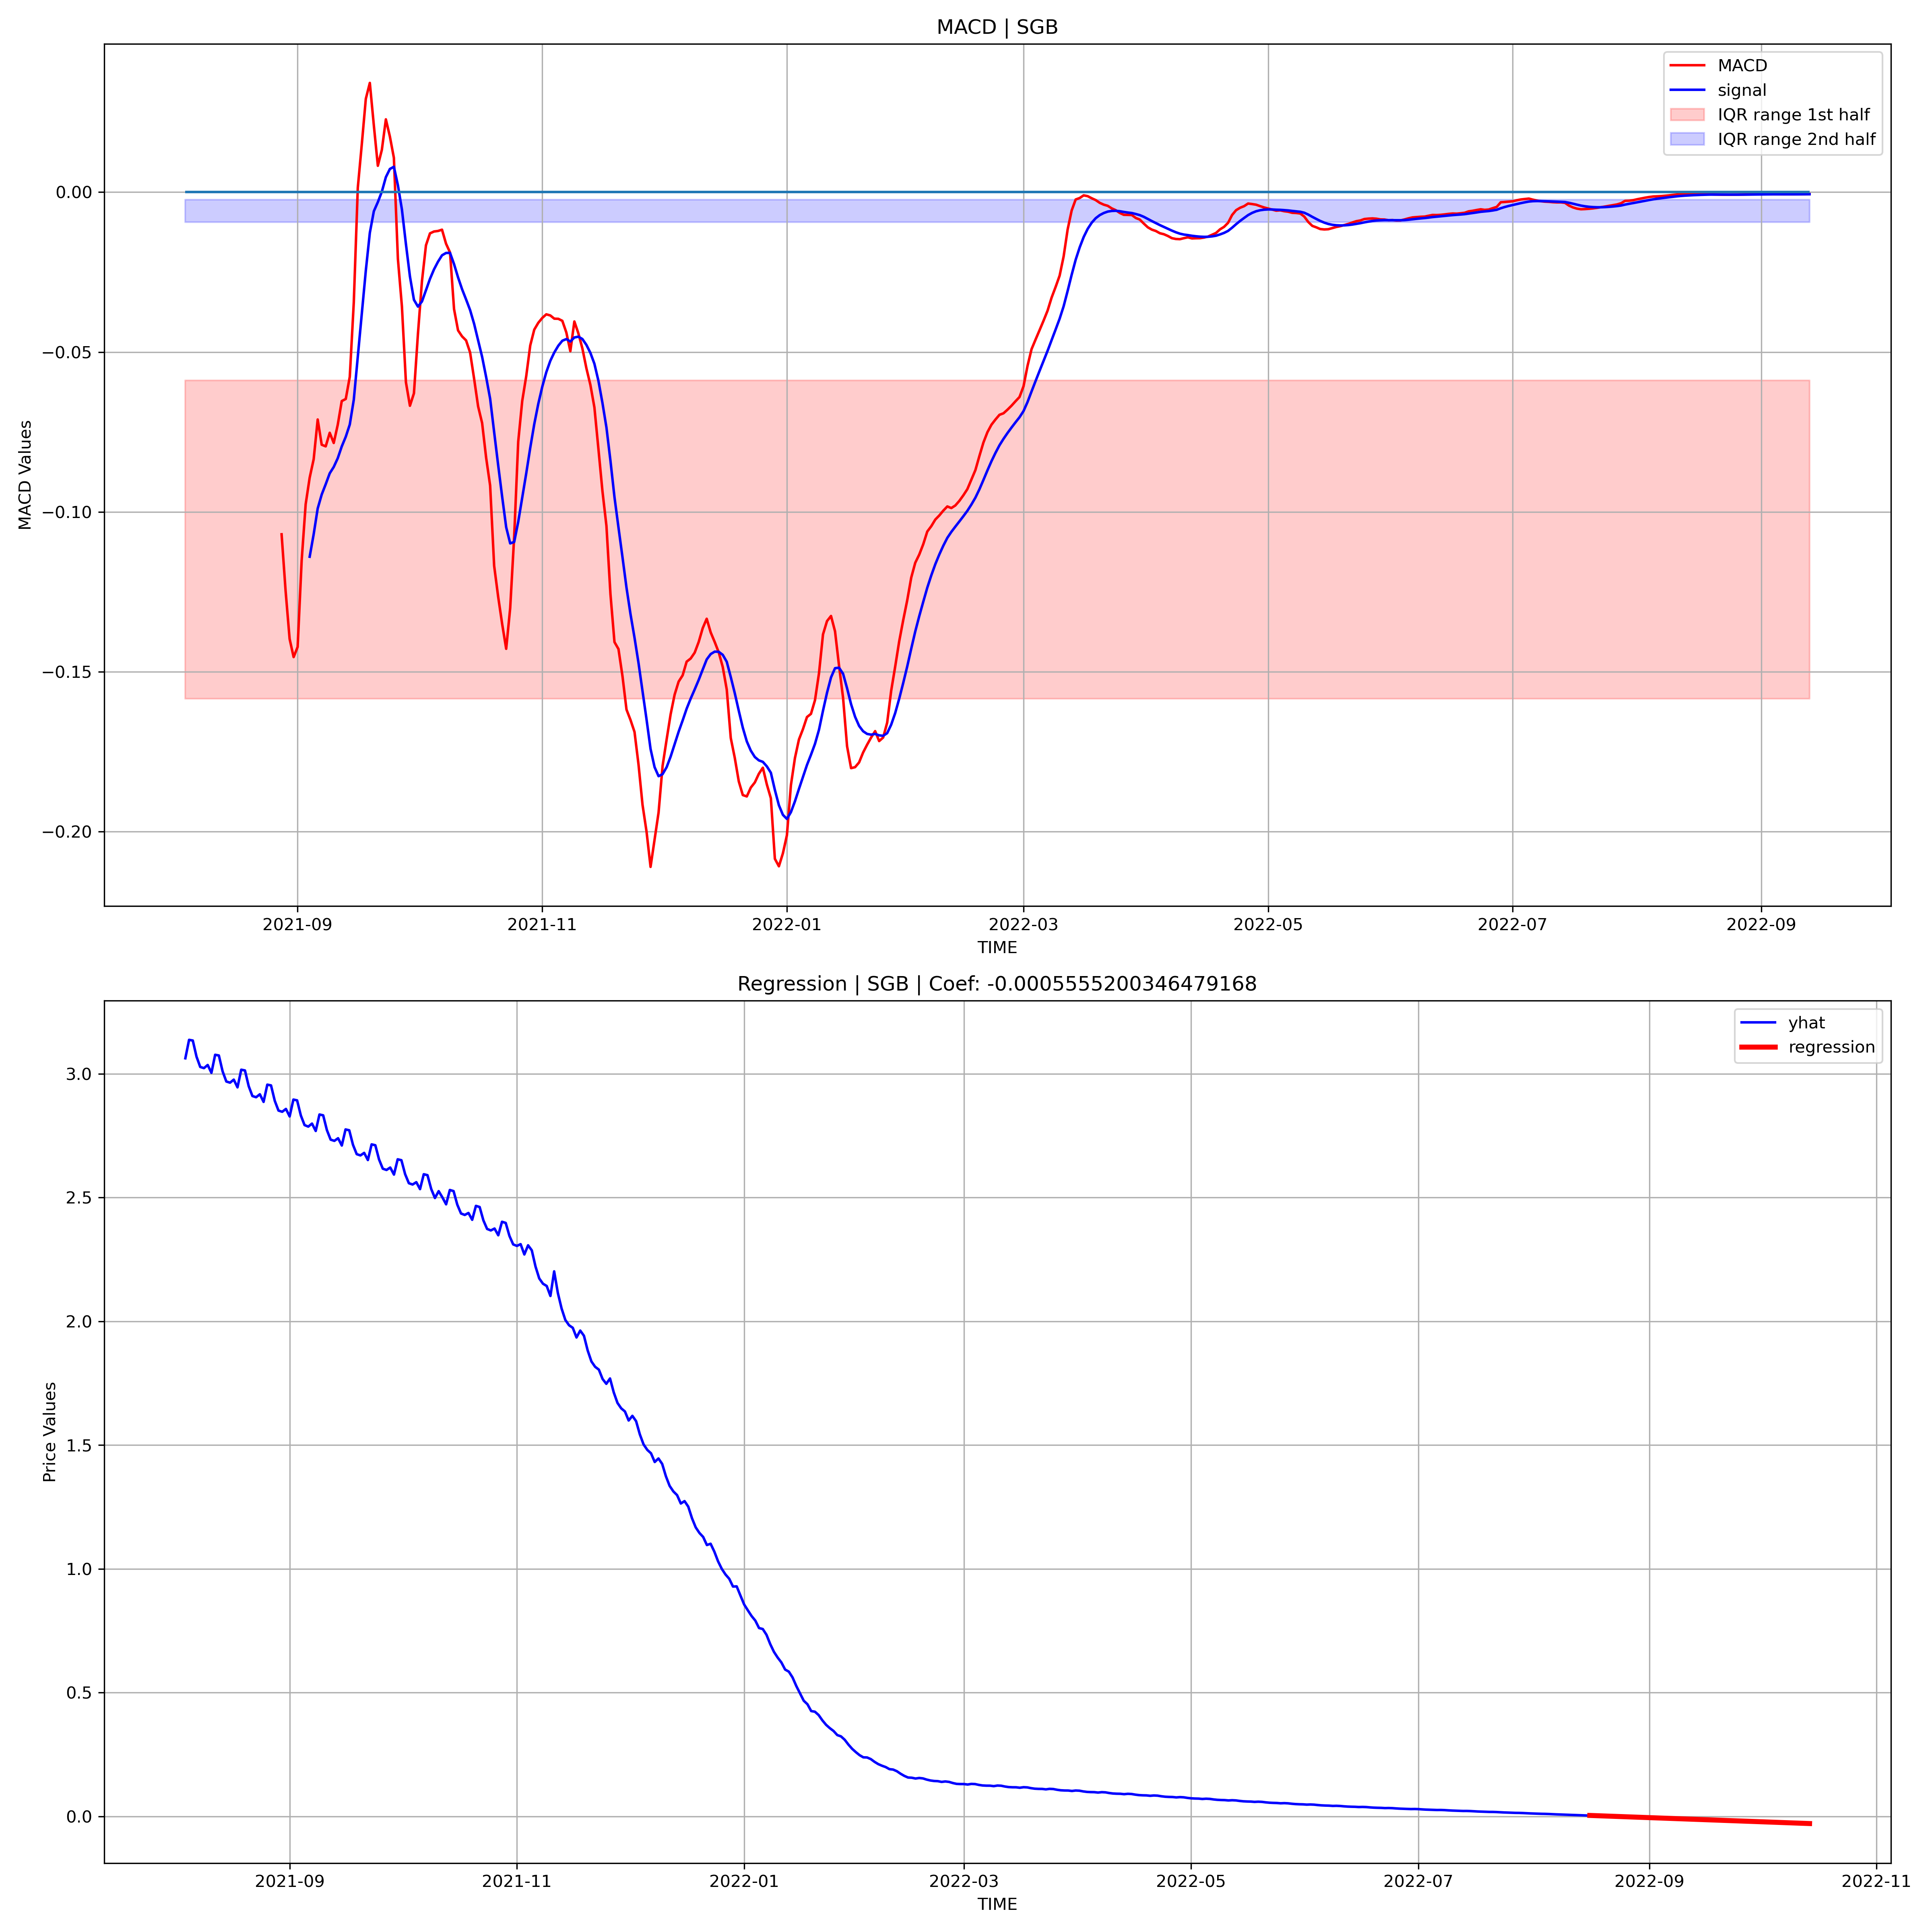 MACD | SGB
MACD
signal
IQR range 1st half
IQR range 2nd half
0.00
−0.05
−0.10
−0.15
−0.20
MACD Values
2021-09 2021-11 2022-01 2022-03 2022-05 2022-07 2022-09
TIME
Regression | SGB | Coef: -0.0005555200346479168
yhat
regression
3.0
2.5
2.0
1.5
1.0
0.5
0.0
Price Values
2021-09 2021-11 2022-01 2022-03 2022-05 2022-07 2022-09 2022-11
TIME